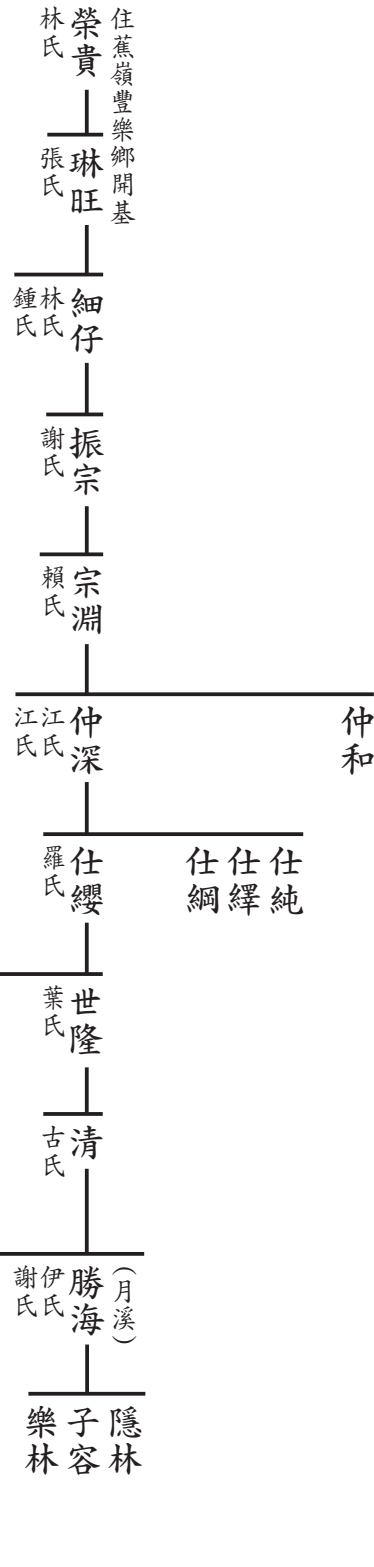 住蕉嶺豐樂鄉開基
榮貴
林氏
琳旺
張氏
細仔
林氏
鍾氏
振宗
謝氏
宗淵
賴氏
仲和
仲深
江氏
江氏
仕純
仕繹
仕綱
仕纓
羅氏
世隆
葉氏
清
古氏
(月溪)
勝海
伊氏
謝氏
隱林
子容
樂林